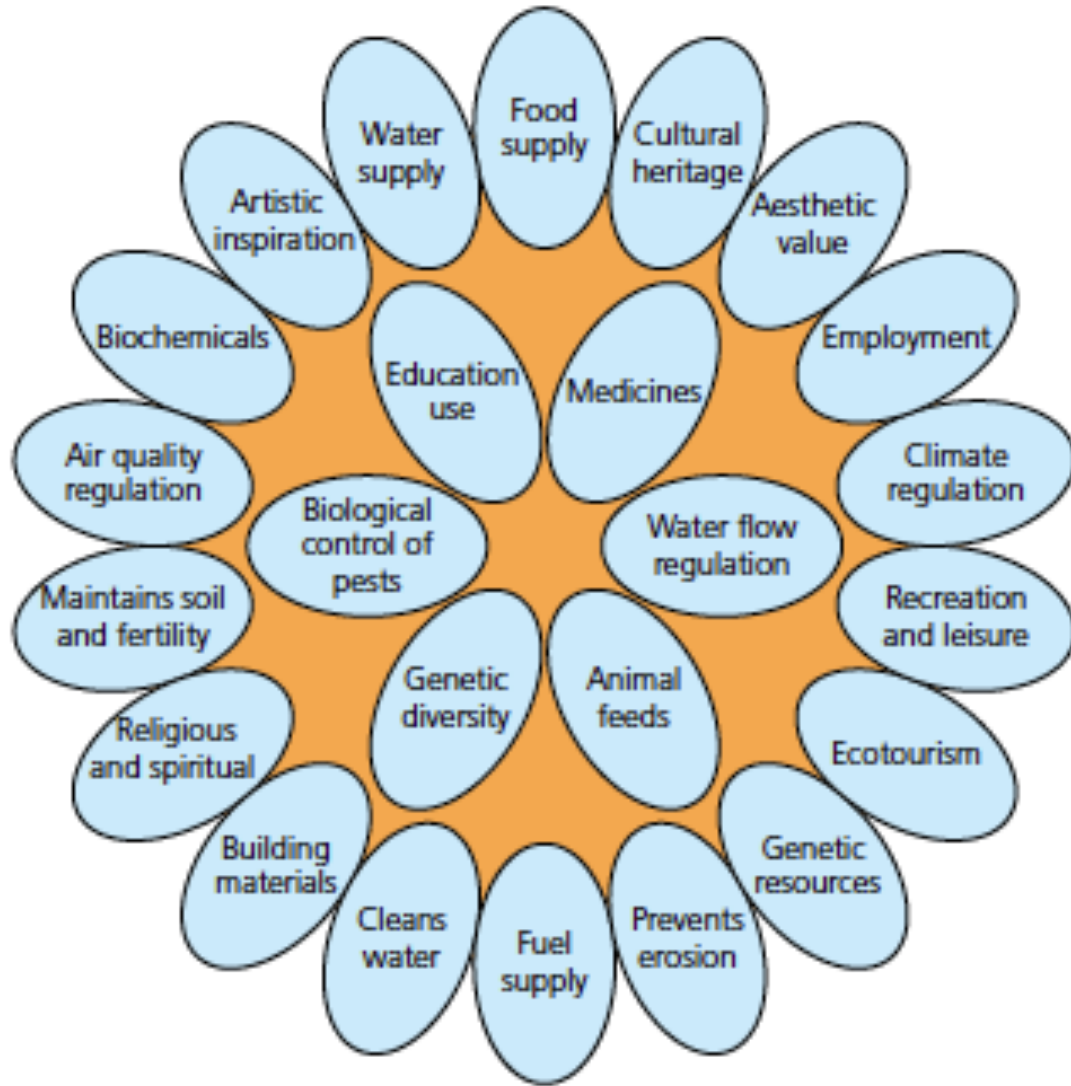 Food
supply
Cultural
heritage
Aesthetic
value
Employment
Climate
regulation
Recreation
and leisure
Ecotourism
Genetic
resources
Prevents
erosion
Fuel
supply
Cleans
water
Building
materials
Religious
and spiritual
Maintains soil
and fertility
Air quality
regulation
Biochemicals
Artistic
inspiration
Water
supply
Education
use
Medicines
Water flow
regulation
Animal
feeds
Genetic
diversity
Biological
control of
pests